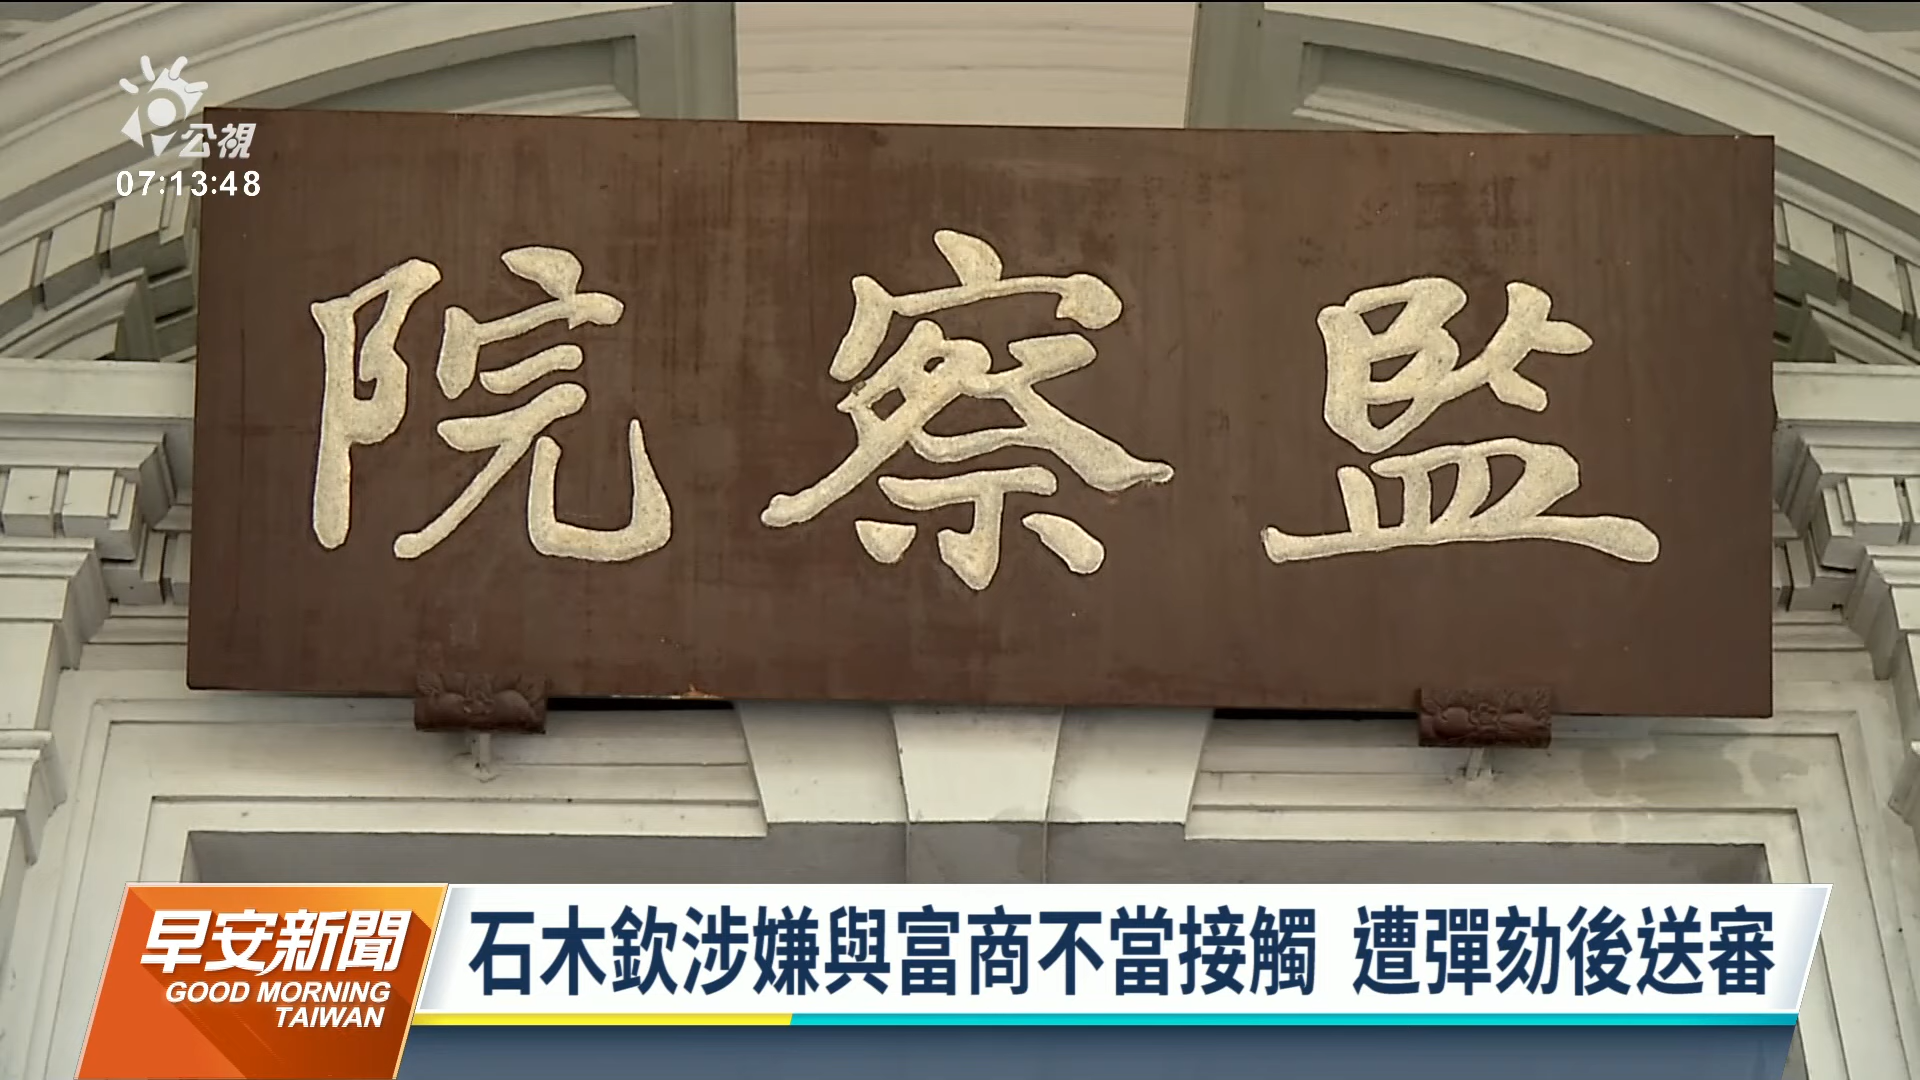 公視
07:13:48
監察院
早安新聞
GOOD MORNING
TAIWAN
石木欽涉嫌與富商不當接觸 遭彈劾後送審